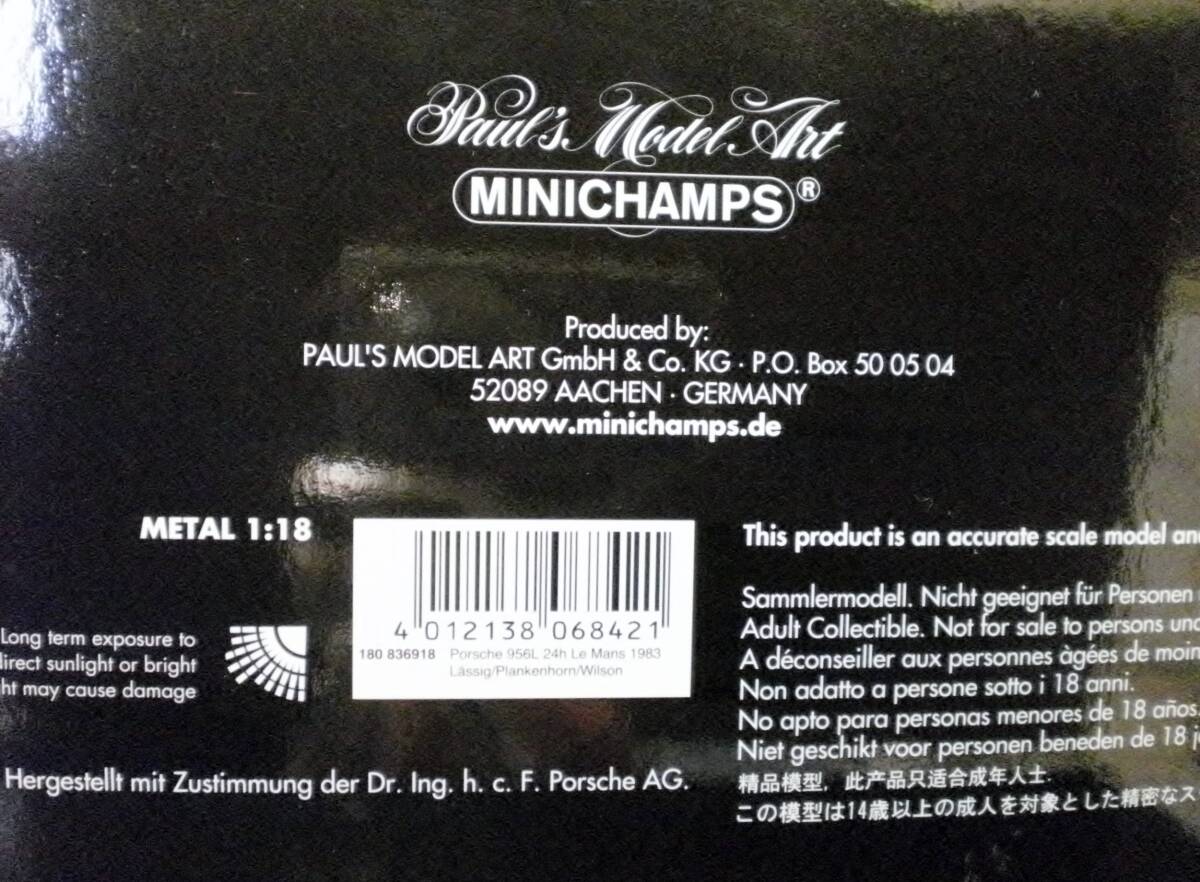 Paul's Model Art
MINICHAMPS®
Produced by:
PAUL'S MODEL ART GmbH & Co. KG · P.O. Box 50 05 04
52089 AACHEN · GERMANY
www.minichamps.de
METAL 1:18
4 012138 068421
180 836918 Porsche 956L 24h Le Mans 1983
Lässig/Plankenhorn/Wilson
Long term exposure to
direct sunlight or bright
may cause damage
Hergestellt mit Zustimmung der Dr. Ing. h. c. F. Porsche AG.
This product is an accurate scale model
Sammlermodell. Nicht geeignet für Personen
Adult Collectible. Not for sale to persons
A déconseiller aux personnes àgées de moin
Non adatto a persone sotto i 18 anni.
No apto para personas menores de 18 años.
Niet geschikt voor personen beneden de 18
精品模型，此产品只适合成年人士.
この模型は14歳以上の成人を対象とした精密なス